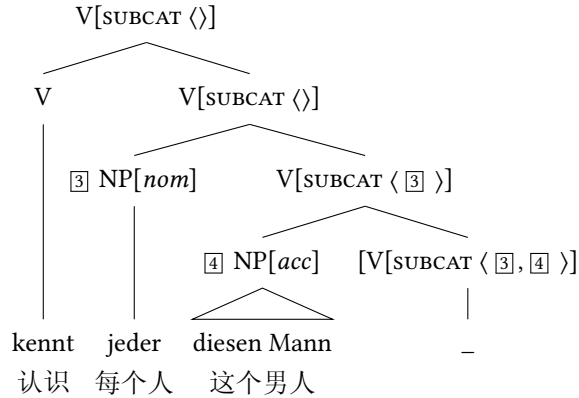 V[SUBCAT ⟨⟩]
V V[SUBCAT ⟨⟩]
3 NP[nom] V[SUBCAT ⟨ 3 ⟩]
4 NP[acc] [V[SUBCAT ⟨ 3 , 4 ⟩]
kennt jeder diesen Mann _
认识 每个人 这个男人